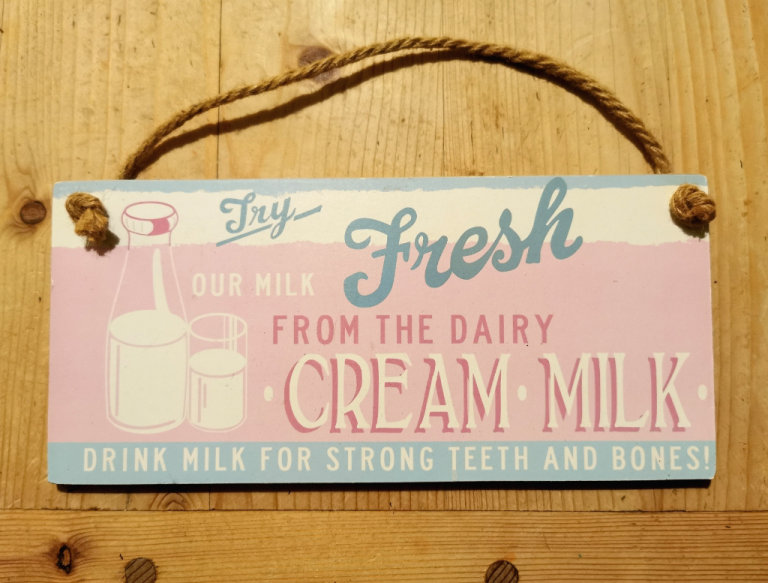 Try
Fresh
OUR MILK
FROM THE DAIRY
·CREAM·MILK·
DRINK MILK FOR STRONG TEETH AND BONES!